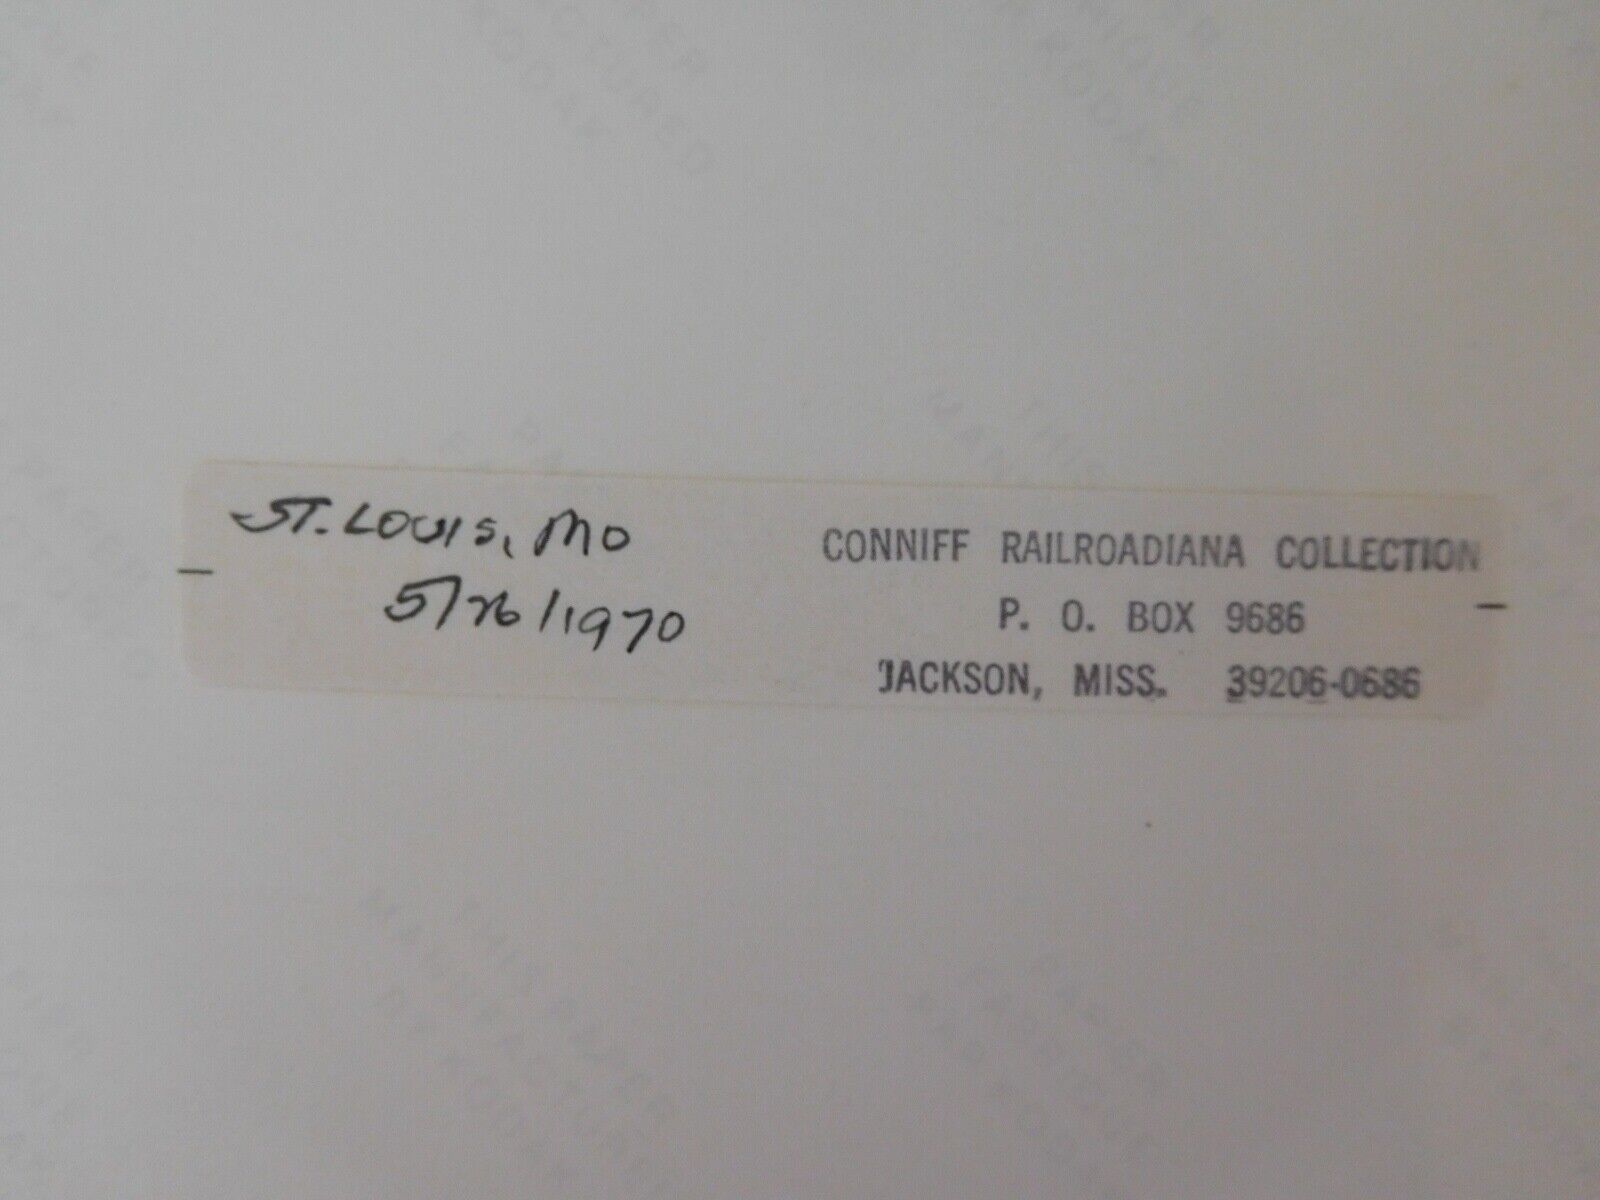 ST. LOUIS, MO
5/26/1970
CONNIFF RAILROADIANA COLLECTION
P. O. BOX 9686
JACKSON, MISS. 39206-0686